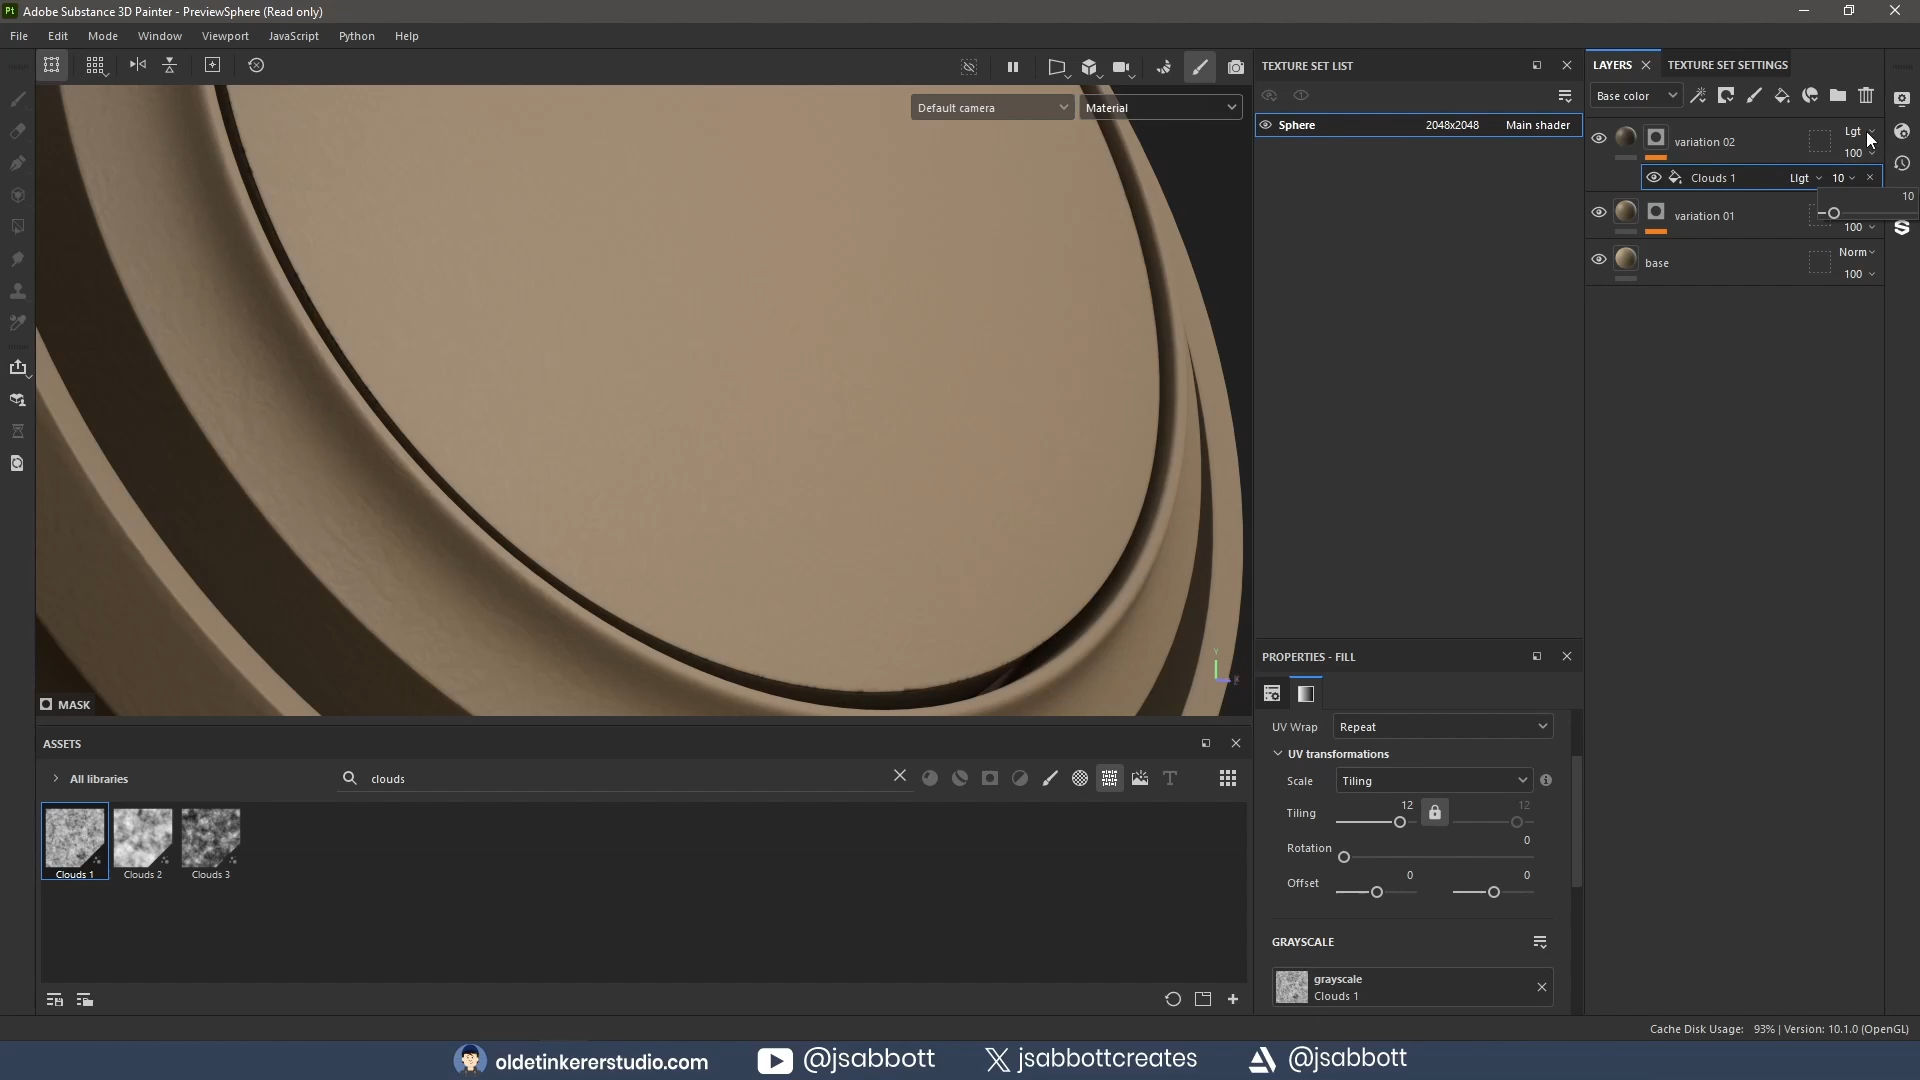 Pt Adobe Substance 3D Painter - PreviewSphere (Read only)
File Edit Mode Window Viewport JavaScript Python Help
Default camera Material
MASK
Y
TEXTURE SET LIST
Sphere 2048x2048 Main shader
LAYERS TEXTURE SET SETTINGS
Base color
variation 02 Lgt
100
Clouds 1 Llgt 10
10
variation 01
100
base Norm
100
PROPERTIES - FILL
UV Wrap Repeat
UV transformations
Scale Tiling
Tiling 12 12
Rotation 0
Offset 0 0
GRAYSCALE
grayscale
Clouds 1
ASSETS
All libraries clouds
Clouds 1 Clouds 2 Clouds 3
Cache Disk Usage: 93% | Version: 10.1.0 (OpenGL)
oldetinkererstudio.com @jsabbott jsabbottcreates @jsabbott